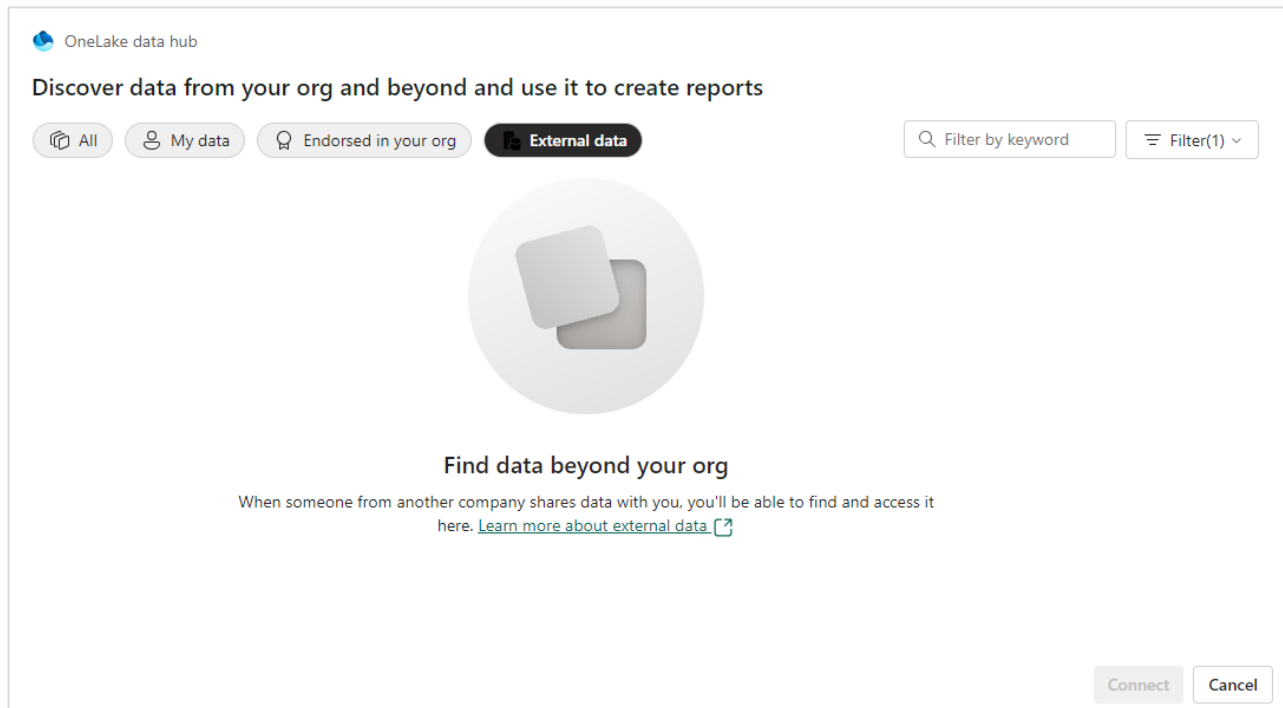 OneLake data hub
Discover data from your org and beyond and use it to create reports
All
My data
Endorsed in your org
External data
Filter by keyword
Filter(1)
Find data beyond your org
When someone from another company shares data with you, you'll be able to find and access it
here. Learn more about external data
Connect
Cancel